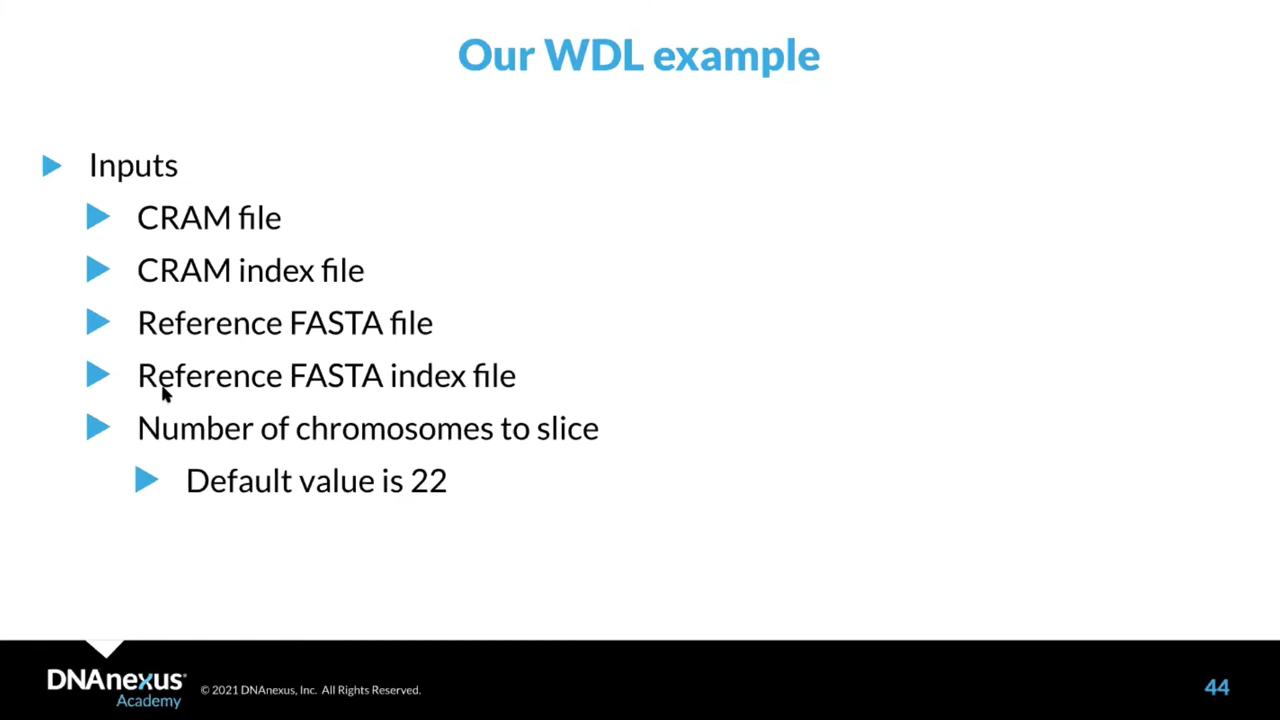 Our WDL example
Inputs
CRAM file
CRAM index file
Reference FASTA file
Reference FASTA index file
Number of chromosomes to slice
Default value is 22
DNAnexus®
Academy
© 2021 DNAnexus, Inc. All Rights Reserved.
44